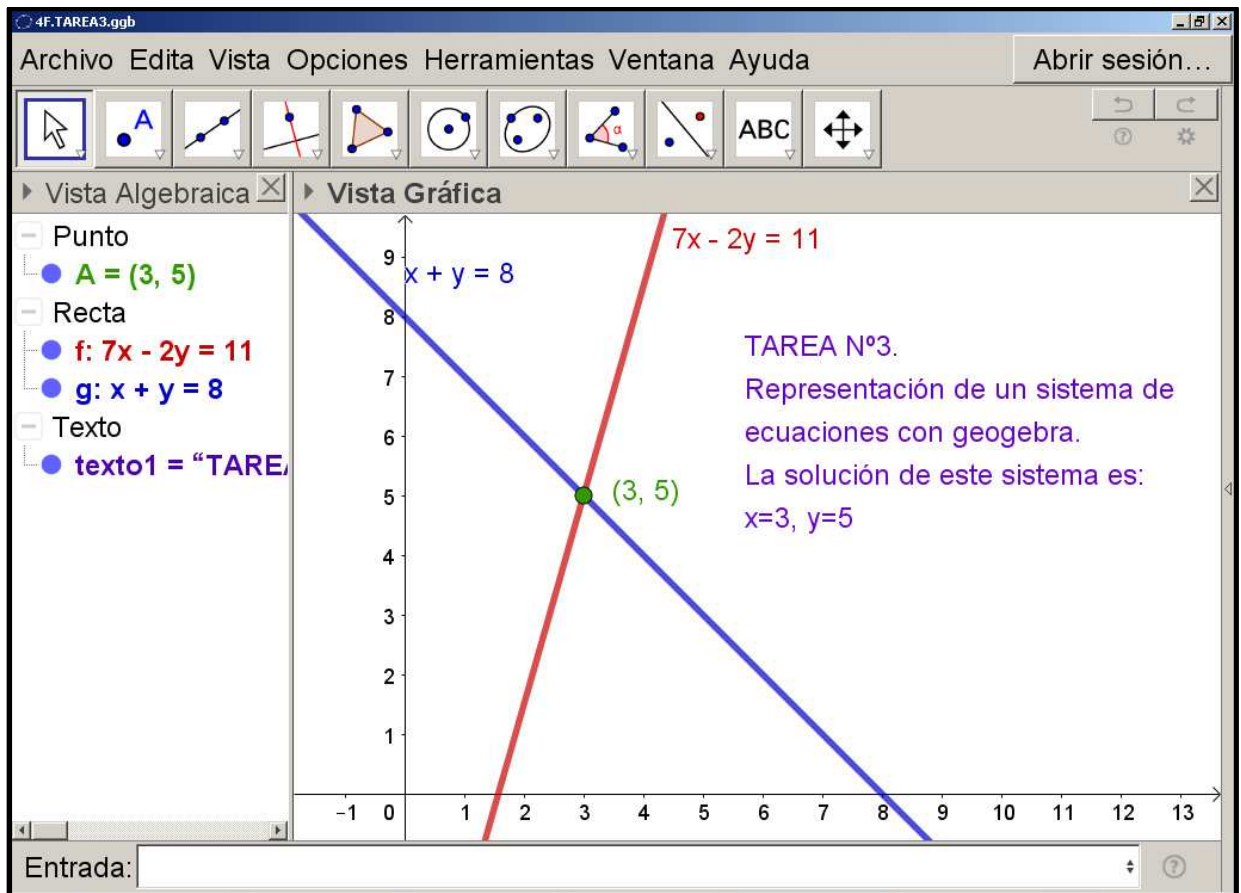 4F.TAREA3.ggb
Archivo Edita Vista Opciones Herramientas Ventana Ayuda
Abrir sesión...
A
α
ABC
Vista Algebraica
Vista Gráfica
Punto
A = (3, 5)
Recta
f: 7x - 2y = 11
g: x + y = 8
Texto
texto1 = “TAREA
7x - 2y = 11
x + y = 8
TAREA Nº3.
Representación de un sistema de
ecuaciones con geogebra.
La solución de este sistema es:
x=3, y=5
(3, 5)
9
8
7
6
5
4
3
2
1
−1 0 1 2 3 4 5 6 7 8 9 10 11 12 13
Entrada: